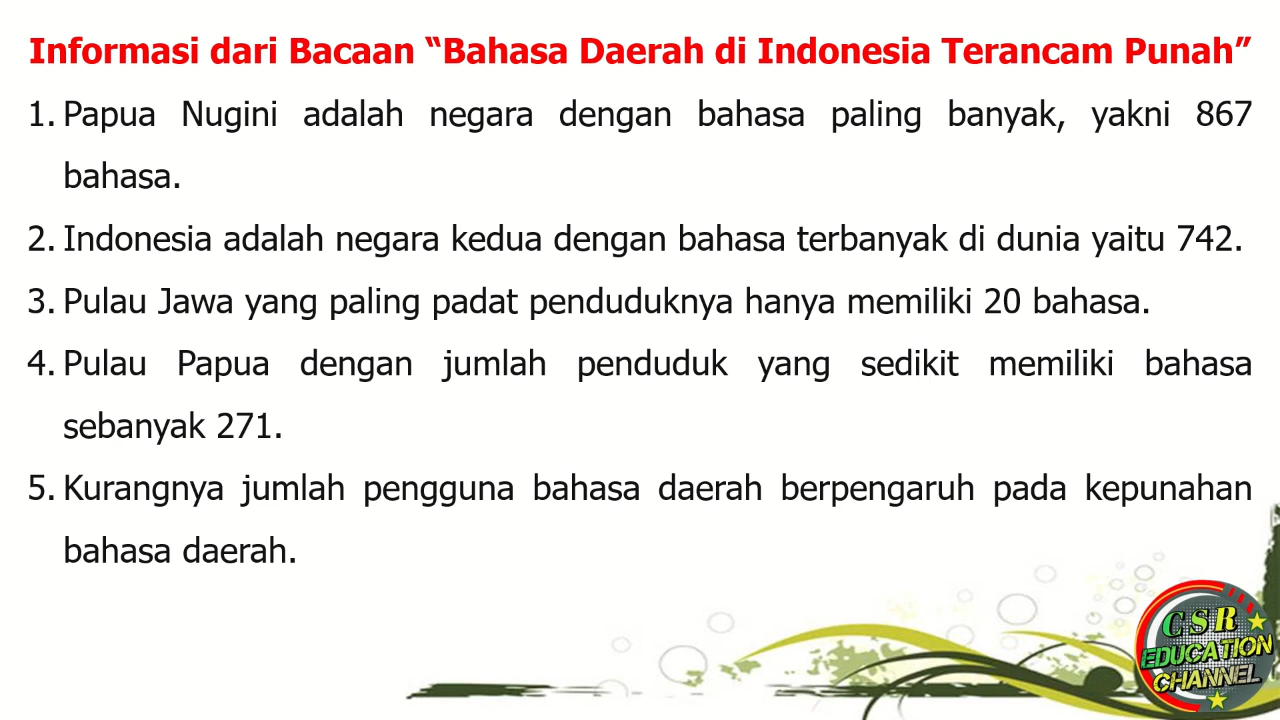 Informasi dari Bacaan “Bahasa Daerah di Indonesia Terancam Punah”
1. Papua Nugini adalah negara dengan bahasa paling banyak, yakni 867
bahasa.
2. Indonesia adalah negara kedua dengan bahasa terbanyak di dunia yaitu 742.
3. Pulau Jawa yang paling padat penduduknya hanya memiliki 20 bahasa.
4. Pulau Papua dengan jumlah penduduk yang sedikit memiliki bahasa
sebanyak 271.
5. Kurangnya jumlah pengguna bahasa daerah berpengaruh pada kepunahan
bahasa daerah.
CSR
EDUCATION
CHANNEL